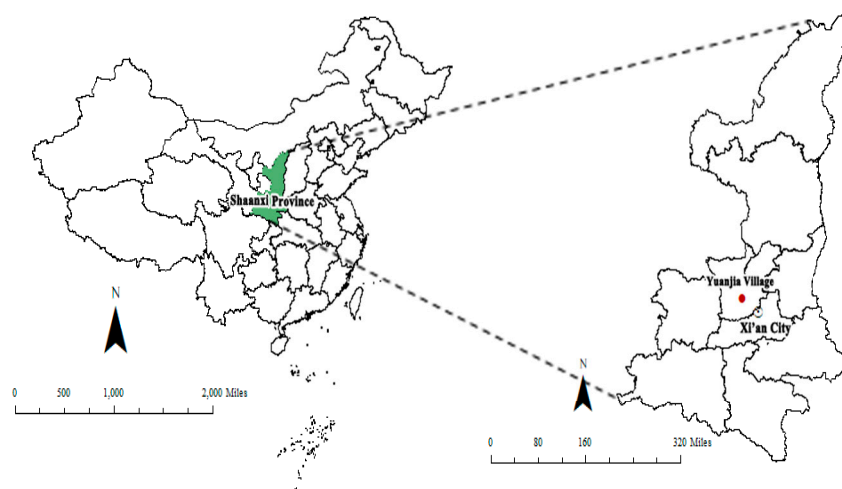 Shaanxi Province
Yuanjia Village
Xi'an City
N
0 500 1,000 2,000 Miles
N
0 80 160 320 Miles